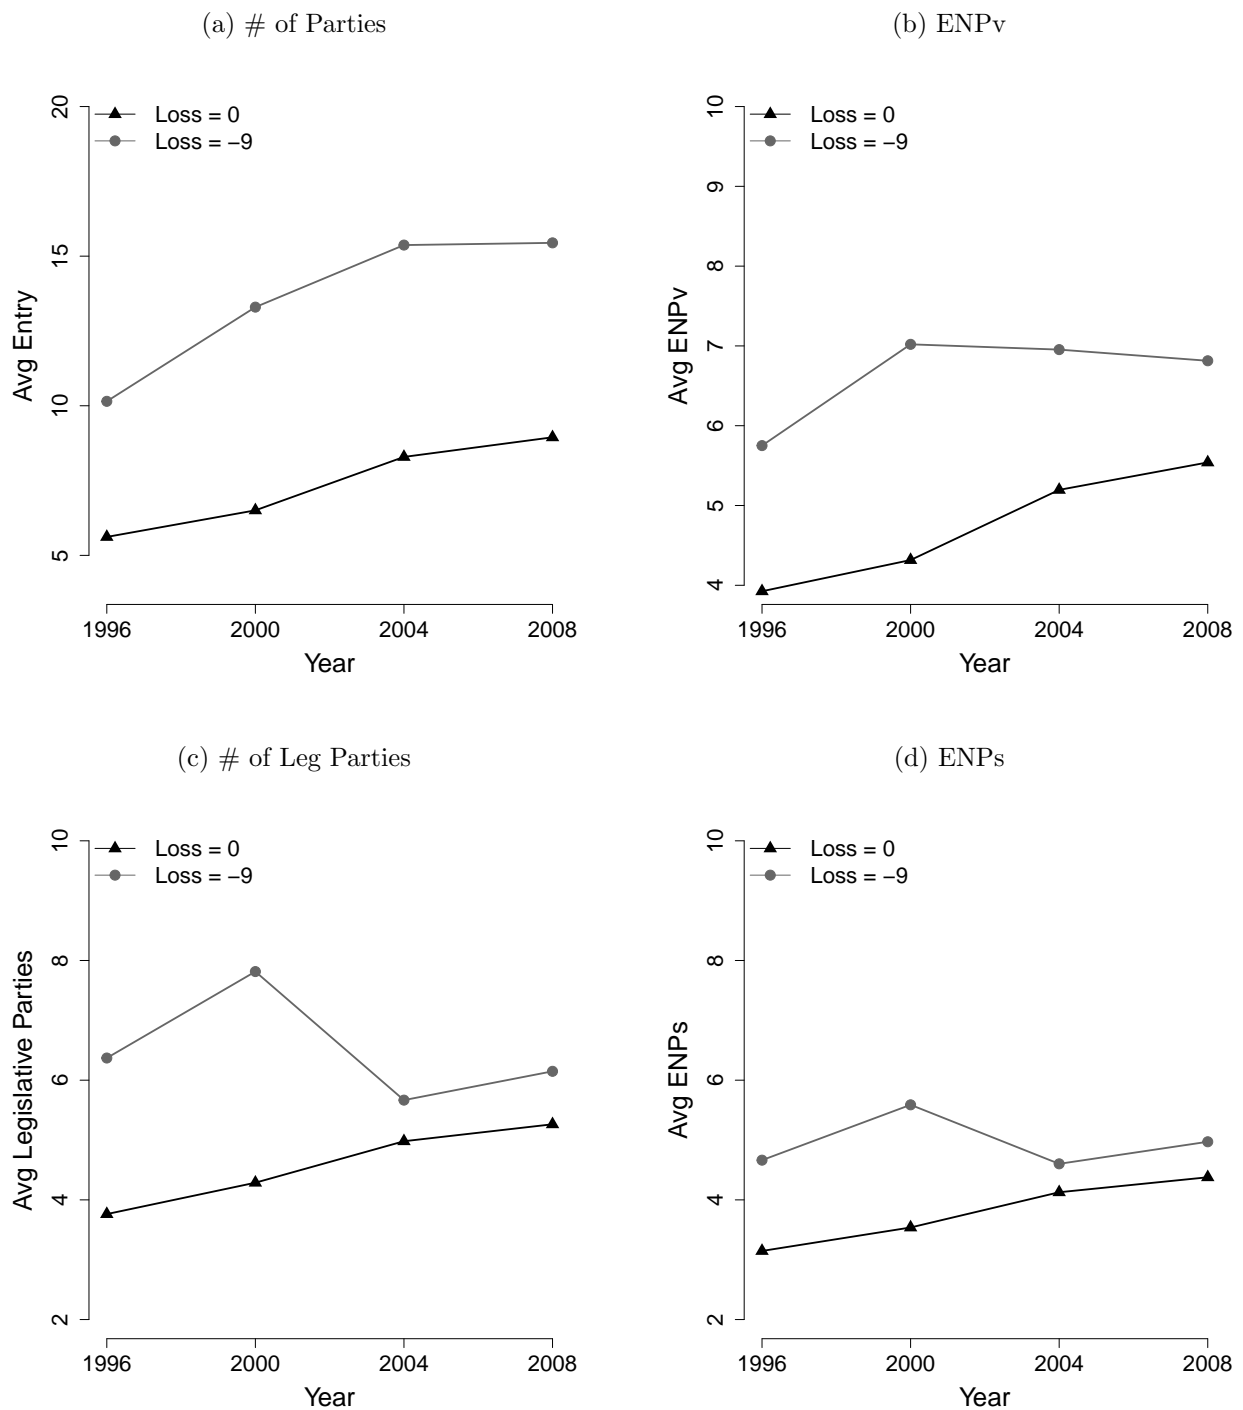 (a) # of Parties
20
15
10
5
Avg Entry
Loss = 0
Loss = −9
1996 2000 2004 2008
Year
(b) ENPv
10
9
8
7
6
5
4
Avg ENPv
Loss = 0
Loss = −9
1996 2000 2004 2008
Year
(c) # of Leg Parties
10
8
6
4
2
Avg Legislative Parties
Loss = 0
Loss = −9
1996 2000 2004 2008
Year
(d) ENPs
10
8
6
4
2
Avg ENPs
Loss = 0
Loss = −9
1996 2000 2004 2008
Year